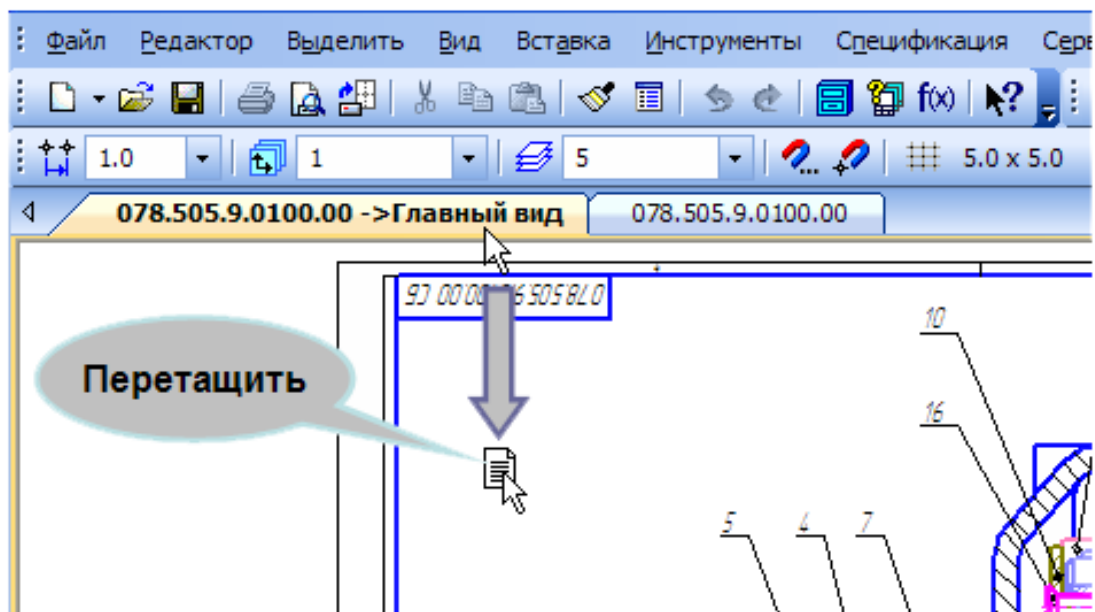 Файл Редактор Выделить Вид Вставка Инструменты Спецификация Серв
f(x) ?
1.0 1 5 5.0 x 5.0
078.505.9.0100.00 ->Главный вид 078.505.9.0100.00
10
Перетащить
16
5 4 7